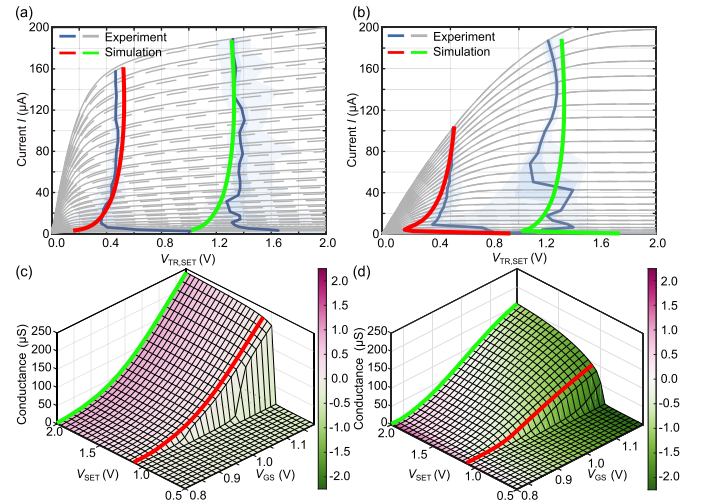 (a)
Experiment
Simulation
Current I (µA)
200
160
120
80
40
0
0.0 0.4 0.8 1.2 1.6 2.0
V_TR,SET (V)
(b)
Experiment
Simulation
Current I (µA)
200
160
120
80
40
0
0.0 0.4 0.8 1.2 1.6 2.0
V_TR,SET (V)
(c)
Conductance (µS)
250
200
150
100
50
0
2.0
1.5
1.0
0.5
V_SET (V)
0.8
0.9
1.0
1.1
V_GS (V)
2.0
1.5
1.0
0.5
0.0
-0.5
-1.0
-1.5
-2.0
(d)
Conductance (µS)
250
200
150
100
50
0
2.0
1.5
1.0
0.5
V_SET (V)
0.8
0.9
1.0
1.1
V_GS (V)
2.0
1.5
1.0
0.5
0.0
-0.5
-1.0
-1.5
-2.0